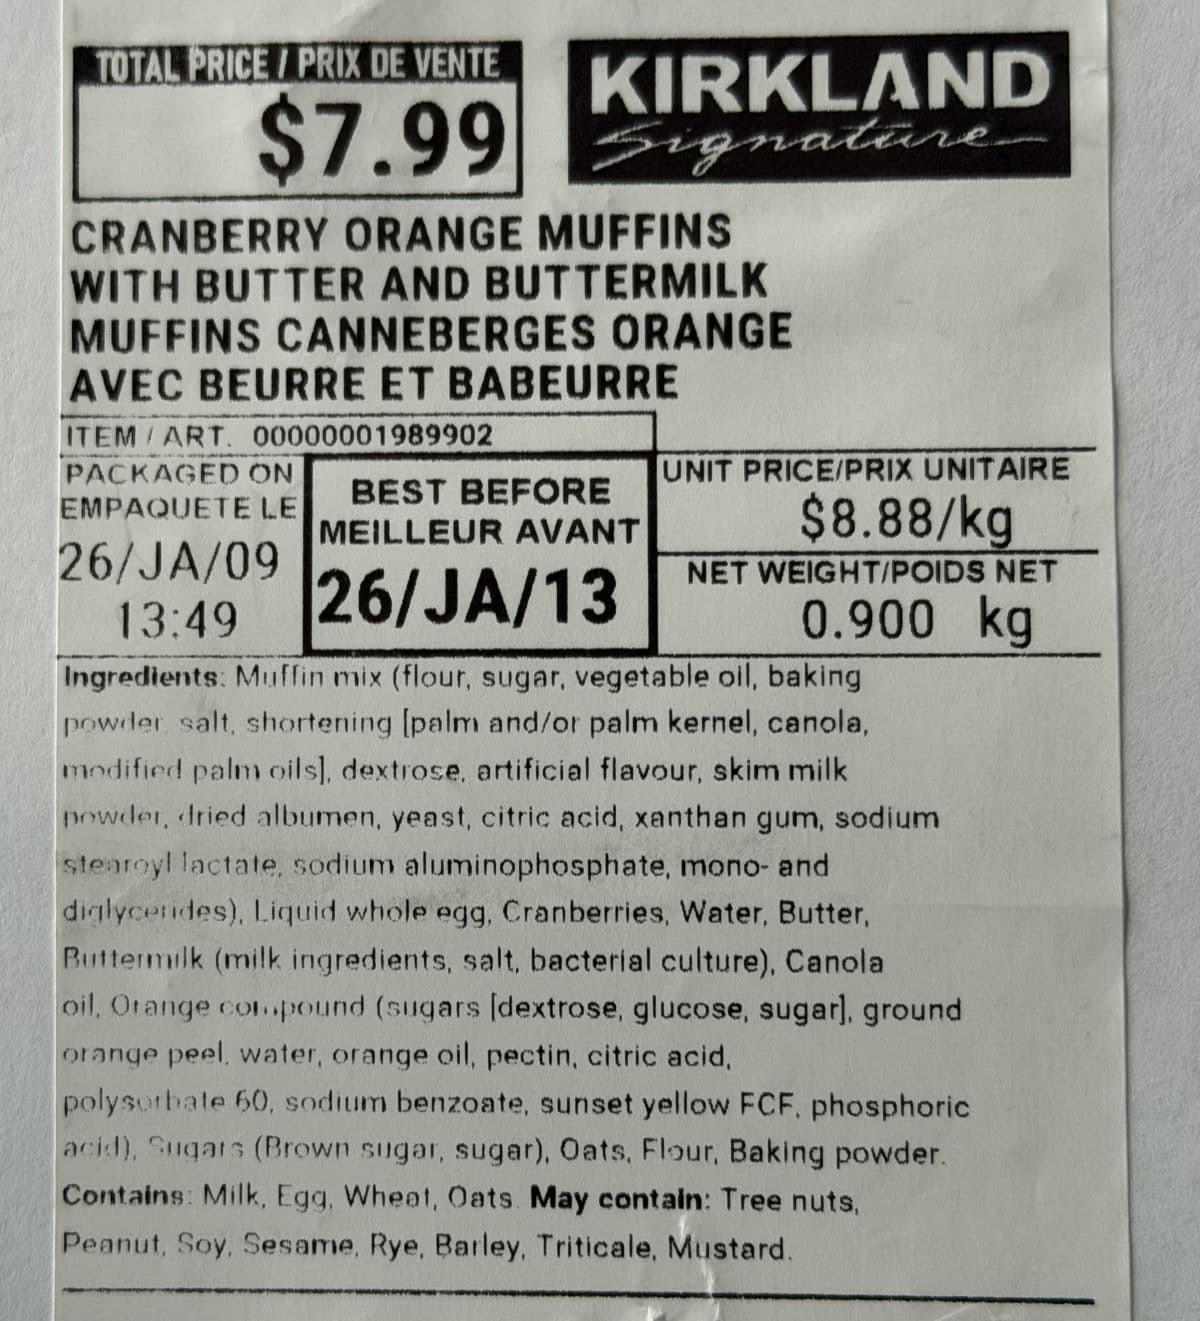 TOTAL PRICE / PRIX DE VENTE
$7.99
KIRKLAND
Signature
CRANBERRY ORANGE MUFFINS
WITH BUTTER AND BUTTERMILK
MUFFINS CANNEBERGES ORANGE
AVEC BEURRE ET BABEURRE
ITEM / ART. 00000001989902
PACKAGED ON
EMPAQUETE LE
26/JA/09
13:49
BEST BEFORE
MEILLEUR AVANT
26/JA/13
UNIT PRICE/PRIX UNITAIRE
$8.88/kg
NET WEIGHT/POIDS NET
0.900 kg
Ingredients: Muffin mix (flour, sugar, vegetable oil, baking
powder, salt, shortening [palm and/or palm kernel, canola,
modified palm oils], dextrose, artificial flavour, skim milk
powder, dried albumen, yeast, citric acid, xanthan gum, sodium
stearoyl lactate, sodium aluminophosphate, mono- and
diglycerides), Liquid whole egg, Cranberries, Water, Butter,
Buttermilk (milk ingredients, salt, bacterial culture), Canola
oil, Orange compound (sugars [dextrose, glucose, sugar], ground
orange peel, water, orange oil, pectin, citric acid,
polysorbate 60, sodium benzoate, sunset yellow FCF, phosphoric
acid), Sugars (Brown sugar, sugar), Oats, Flour, Baking powder.
Contains: Milk, Egg, Wheat, Oats. May contain: Tree nuts,
Peanut, Soy, Sesame, Rye, Barley, Triticale, Mustard.